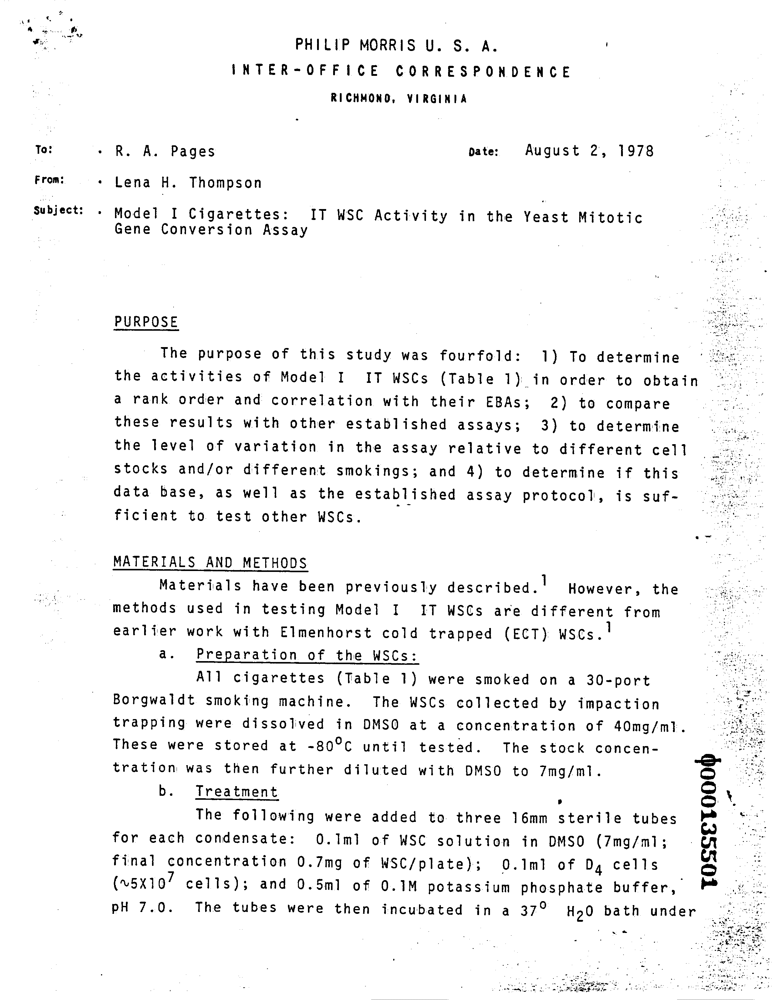 PHILIP MORRIS U. S. A.
INTER-OFFICE CORRESPONDENCE
RICHMOND, VIRGINIA
To: • R. A. Pages Date: August 2, 1978
From: • Lena H. Thompson
Subject: • Model I Cigarettes: IT WSC Activity in the Yeast Mitotic
Gene Conversion Assay
PURPOSE
The purpose of this study was fourfold: 1) To determine
the activities of Model I IT WSCs (Table 1) in order to obtain
a rank order and correlation with their EBAs; 2) to compare
these results with other established assays; 3) to determine
the level of variation in the assay relative to different cell
stocks and/or different smokings; and 4) to determine if this
data base, as well as the established assay protocol, is suf-
ficient to test other WSCs.
MATERIALS AND METHODS
Materials have been previously described.1 However, the
methods used in testing Model I IT WSCs are different from
earlier work with Elmenhorst cold trapped (ECT) WSCs.1
a. Preparation of the WSCs:
All cigarettes (Table 1) were smoked on a 30-port
Borgwaldt smoking machine. The WSCs collected by impaction
trapping were dissolved in DMSO at a concentration of 40mg/ml.
These were stored at -80°C until tested. The stock concen-
tration was then further diluted with DMSO to 7mg/ml.
b. Treatment
The following were added to three 16mm sterile tubes
for each condensate: 0.1ml of WSC solution in DMSO (7mg/ml;
final concentration 0.7mg of WSC/plate); 0.1ml of D4 cells
(~5X10^7 cells); and 0.5ml of 0.1M potassium phosphate buffer,
pH 7.0. The tubes were then incubated in a 37° H2O bath under
000135501